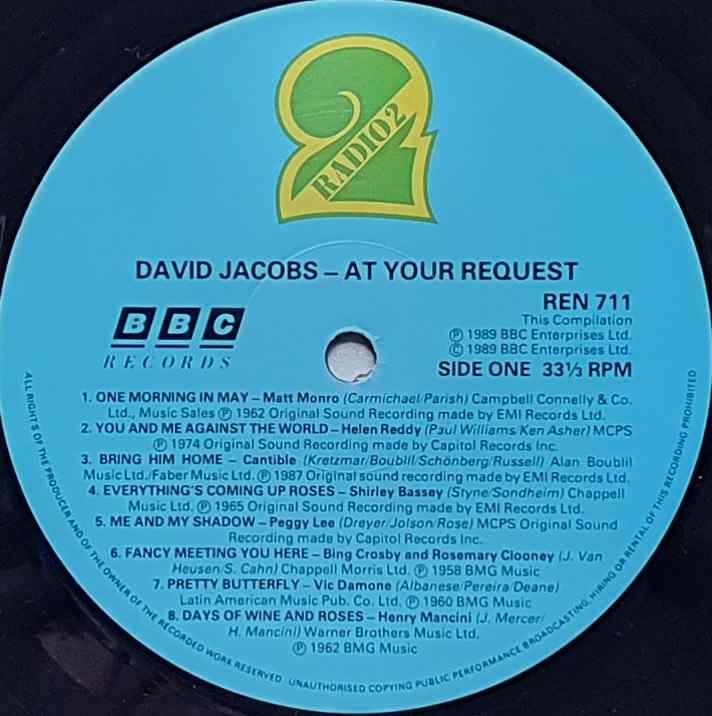 2
RADIO 2
DAVID JACOBS – AT YOUR REQUEST
BBC
RECORDS
REN 711
This Compilation
Ⓟ 1989 BBC Enterprises Ltd.
© 1989 BBC Enterprises Ltd.
SIDE ONE 33⅓ RPM
1. ONE MORNING IN MAY – Matt Monro (Carmichael/Parish) Campbell Connelly & Co.
Ltd., Music Sales Ⓟ 1962 Original Sound Recording made by EMI Records Ltd.
2. YOU AND ME AGAINST THE WORLD – Helen Reddy (Paul Williams/Ken Asher) MCPS
Ⓟ 1974 Original Sound Recording made by Capitol Records Inc.
3. BRING HIM HOME – Cantible (Kretzmar/Boublil/Schönberg/Russell) Alan Boublil
Music Ltd./Faber Music Ltd. Ⓟ 1987 Original sound recording made by EMI Records Ltd.
4. EVERYTHING'S COMING UP ROSES – Shirley Bassey (Styne/Sondheim) Chappell
Music Ltd. Ⓟ 1965 Original Sound Recording made by EMI Records Ltd.
5. ME AND MY SHADOW – Peggy Lee (Dreyer/Jolson/Rose) MCPS Original Sound
Recording made by Capitol Records Inc.
6. FANCY MEETING YOU HERE – Bing Crosby and Rosemary Clooney (J. Van
Heusen/S. Cahn) Chappell Morris Ltd. Ⓟ 1958 BMG Music
7. PRETTY BUTTERFLY – Vic Damone (Albanese/Pereira/Deane)
Latin American Music Pub. Co. Ltd. Ⓟ 1960 BMG Music
8. DAYS OF WINE AND ROSES – Henry Mancini (J. Mercer/
H. Mancini) Warner Brothers Music Ltd.
Ⓟ 1962 BMG Music
ALL RIGHTS OF THE PRODUCER AND OF THE OWNER OF THE RECORDED WORK RESERVED · UNAUTHORISED COPYING PUBLIC PERFORMANCE BROADCASTING, HIRING OR RENTAL OF THIS RECORDING PROHIBITED